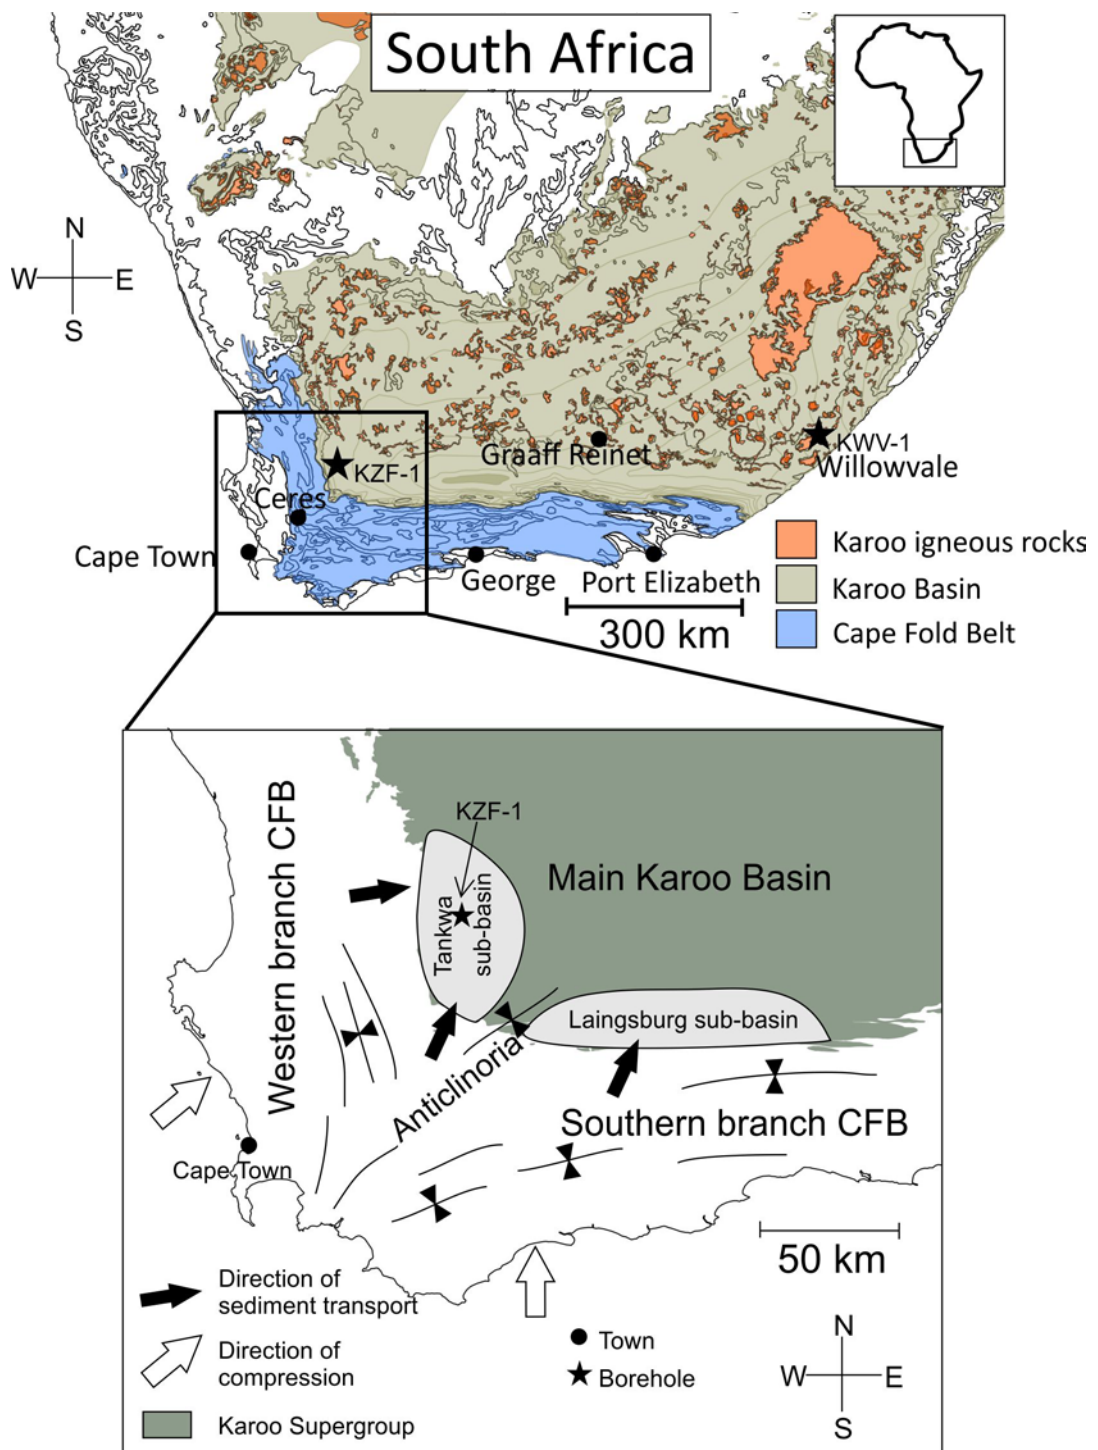 South Africa
N
W
E
S
KZF-1
Ceres
Cape Town
Graaff Reinet
KWV-1
Willowvale
George
Port Elizabeth
300 km
Karoo igneous rocks
Karoo Basin
Cape Fold Belt
Western branch CFB
KZF-1
Tankwa
sub-basin
Main Karoo Basin
Laingsburg sub-basin
Anticlinoria
Southern branch CFB
Cape Town
50 km
Direction of
sediment transport
Direction of
compression
Karoo Supergroup
Town
Borehole
N
W
E
S